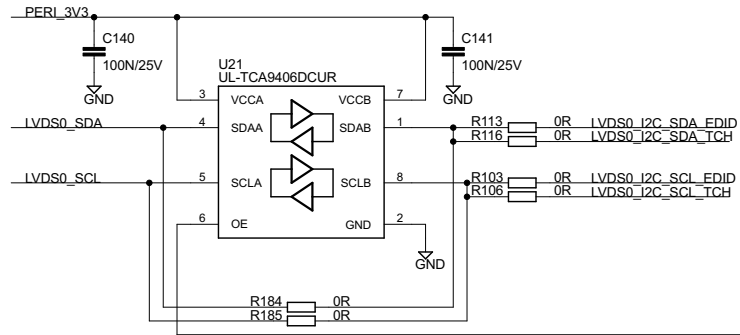 PERI_3V3
C140
100N/25V
GND
C141
100N/25V
GND
U21
UL-TCA9406DCUR
3 VCCA VCCB 7
LVDS0_SDA 4 SDAA SDAB 1 R113 0R LVDS0_I2C_SDA_EDID
R116 0R LVDS0_I2C_SDA_TCH
LVDS0_SCL 5 SCLA SCLB 8 R103 0R LVDS0_I2C_SCL_EDID
R106 0R LVDS0_I2C_SCL_TCH
6 OE GND 2
GND
R184 0R
R185 0R